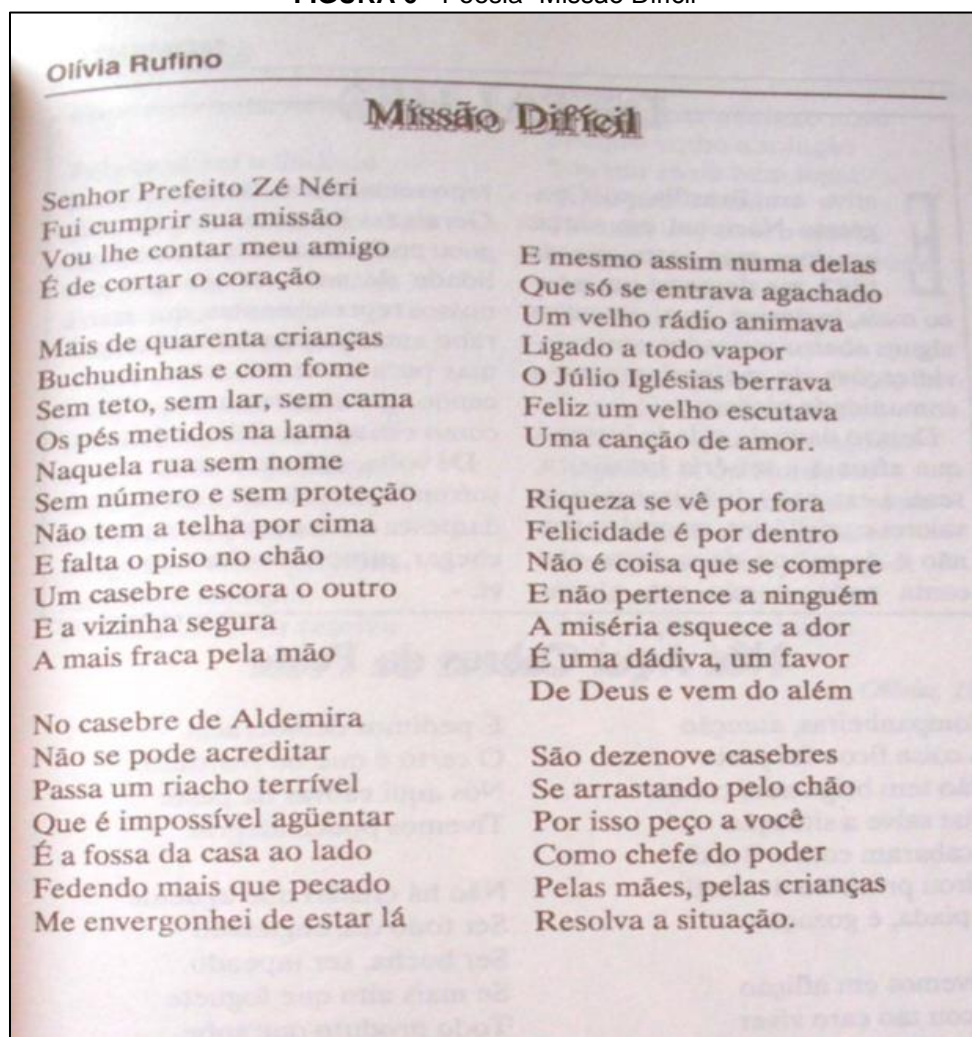 Olívia Rufino
Missão Difícil
Senhor Prefeito Zé Néri
Fui cumprir sua missão
Vou lhe contar meu amigo
É de cortar o coração
Mais de quarenta crianças
Buchudinhas e com fome
Sem teto, sem lar, sem cama
Os pés metidos na lama
Naquela rua sem nome
Sem número e sem proteção
Não tem a telha por cima
E falta o piso no chão
Um casebre escora o outro
E a vizinha segura
A mais fraca pela mão
No casebre de Aldemira
Não se pode acreditar
Passa um riacho terrível
Que é impossível agüentar
É a fossa da casa ao lado
Fedendo mais que pecado
Me envergonhei de estar lá
E mesmo assim numa delas
Que só se entrava agachado
Um velho rádio animava
Ligado a todo vapor
O Júlio Iglésias berrava
Feliz um velho escutava
Uma canção de amor.
Riqueza se vê por fora
Felicidade é por dentro
Não é coisa que se compre
E não pertence a ninguém
A miséria esquece a dor
É uma dádiva, um favor
De Deus e vem do além
São dezenove casebres
Se arrastando pelo chão
Por isso peço a você
Como chefe do poder
Pelas mães, pelas crianças
Resolva a situação.